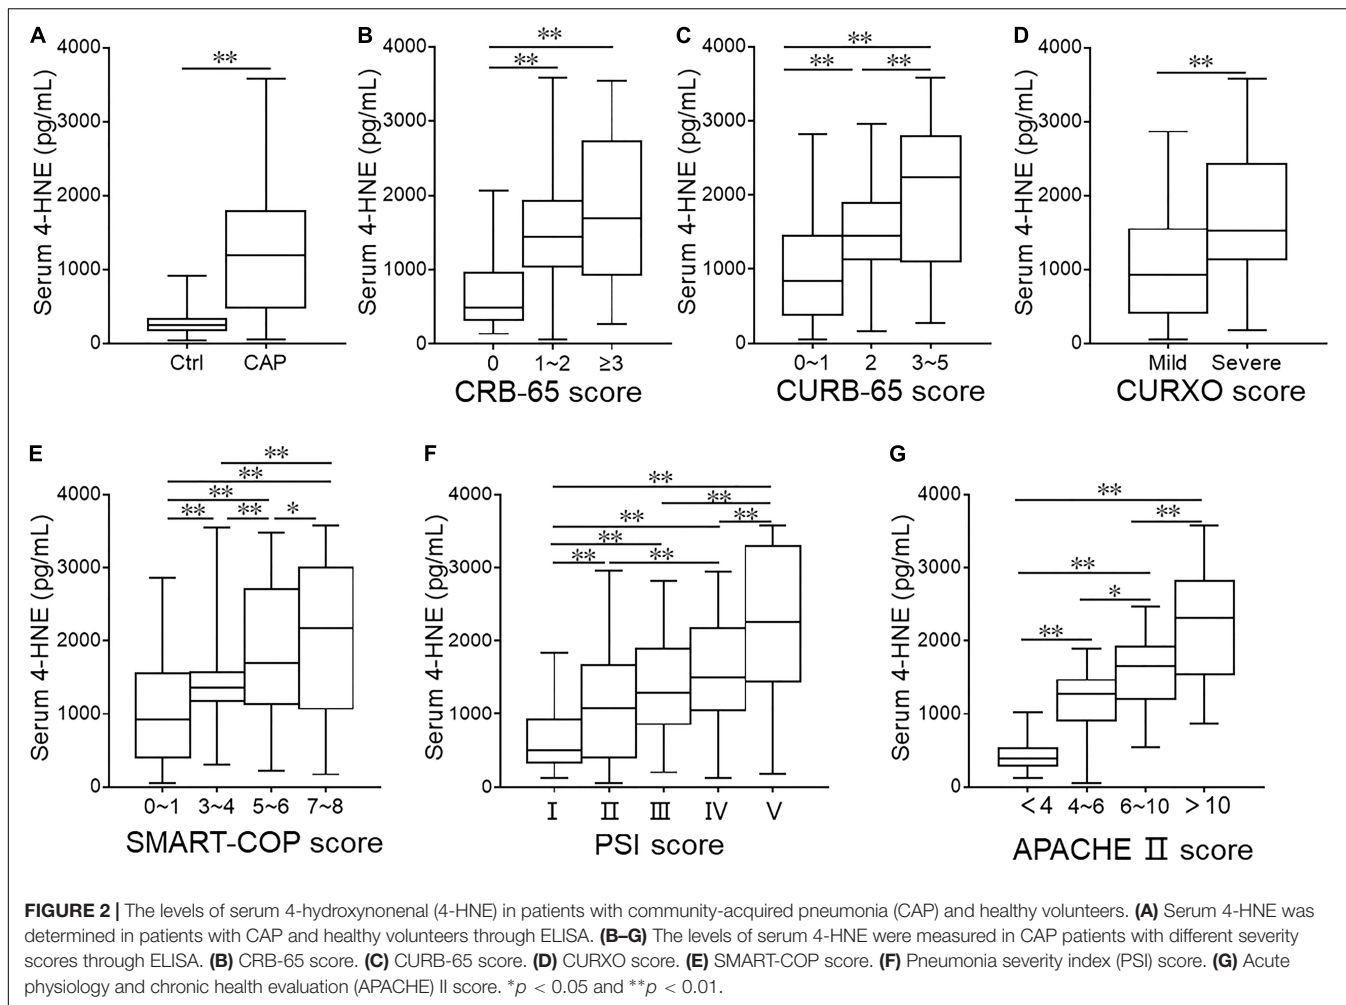 A
Serum 4-HNE (pg/mL)
4000
3000
2000
1000
0
**
Ctrl CAP
B
Serum 4-HNE (pg/mL)
4000
3000
2000
1000
0
**
**
0 1~2 ≥3
CRB-65 score
C
Serum 4-HNE (pg/mL)
4000
3000
2000
1000
0
**
** **
0~1 2 3~5
CURB-65 score
D
Serum 4-HNE (pg/mL)
4000
3000
2000
1000
0
**
Mild Severe
CURXO score
E
Serum 4-HNE (pg/mL)
4000
3000
2000
1000
0
**
**
**
** ** *
0~1 3~4 5~6 7~8
SMART-COP score
F
Serum 4-HNE (pg/mL)
4000
3000
2000
1000
0
**
**
** **
**
** **
I II III IV V
PSI score
G
Serum 4-HNE (pg/mL)
4000
3000
2000
1000
0
**
**
**
*
**
<4 4~6 6~10 >10
APACHE II score
FIGURE 2 | The levels of serum 4-hydroxynonenal (4-HNE) in patients with community-acquired pneumonia (CAP) and healthy volunteers. (A) Serum 4-HNE was
determined in patients with CAP and healthy volunteers through ELISA. (B–G) The levels of serum 4-HNE were measured in CAP patients with different severity
scores through ELISA. (B) CRB-65 score. (C) CURB-65 score. (D) CURXO score. (E) SMART-COP score. (F) Pneumonia severity index (PSI) score. (G) Acute
physiology and chronic health evaluation (APACHE) II score. *p < 0.05 and **p < 0.01.